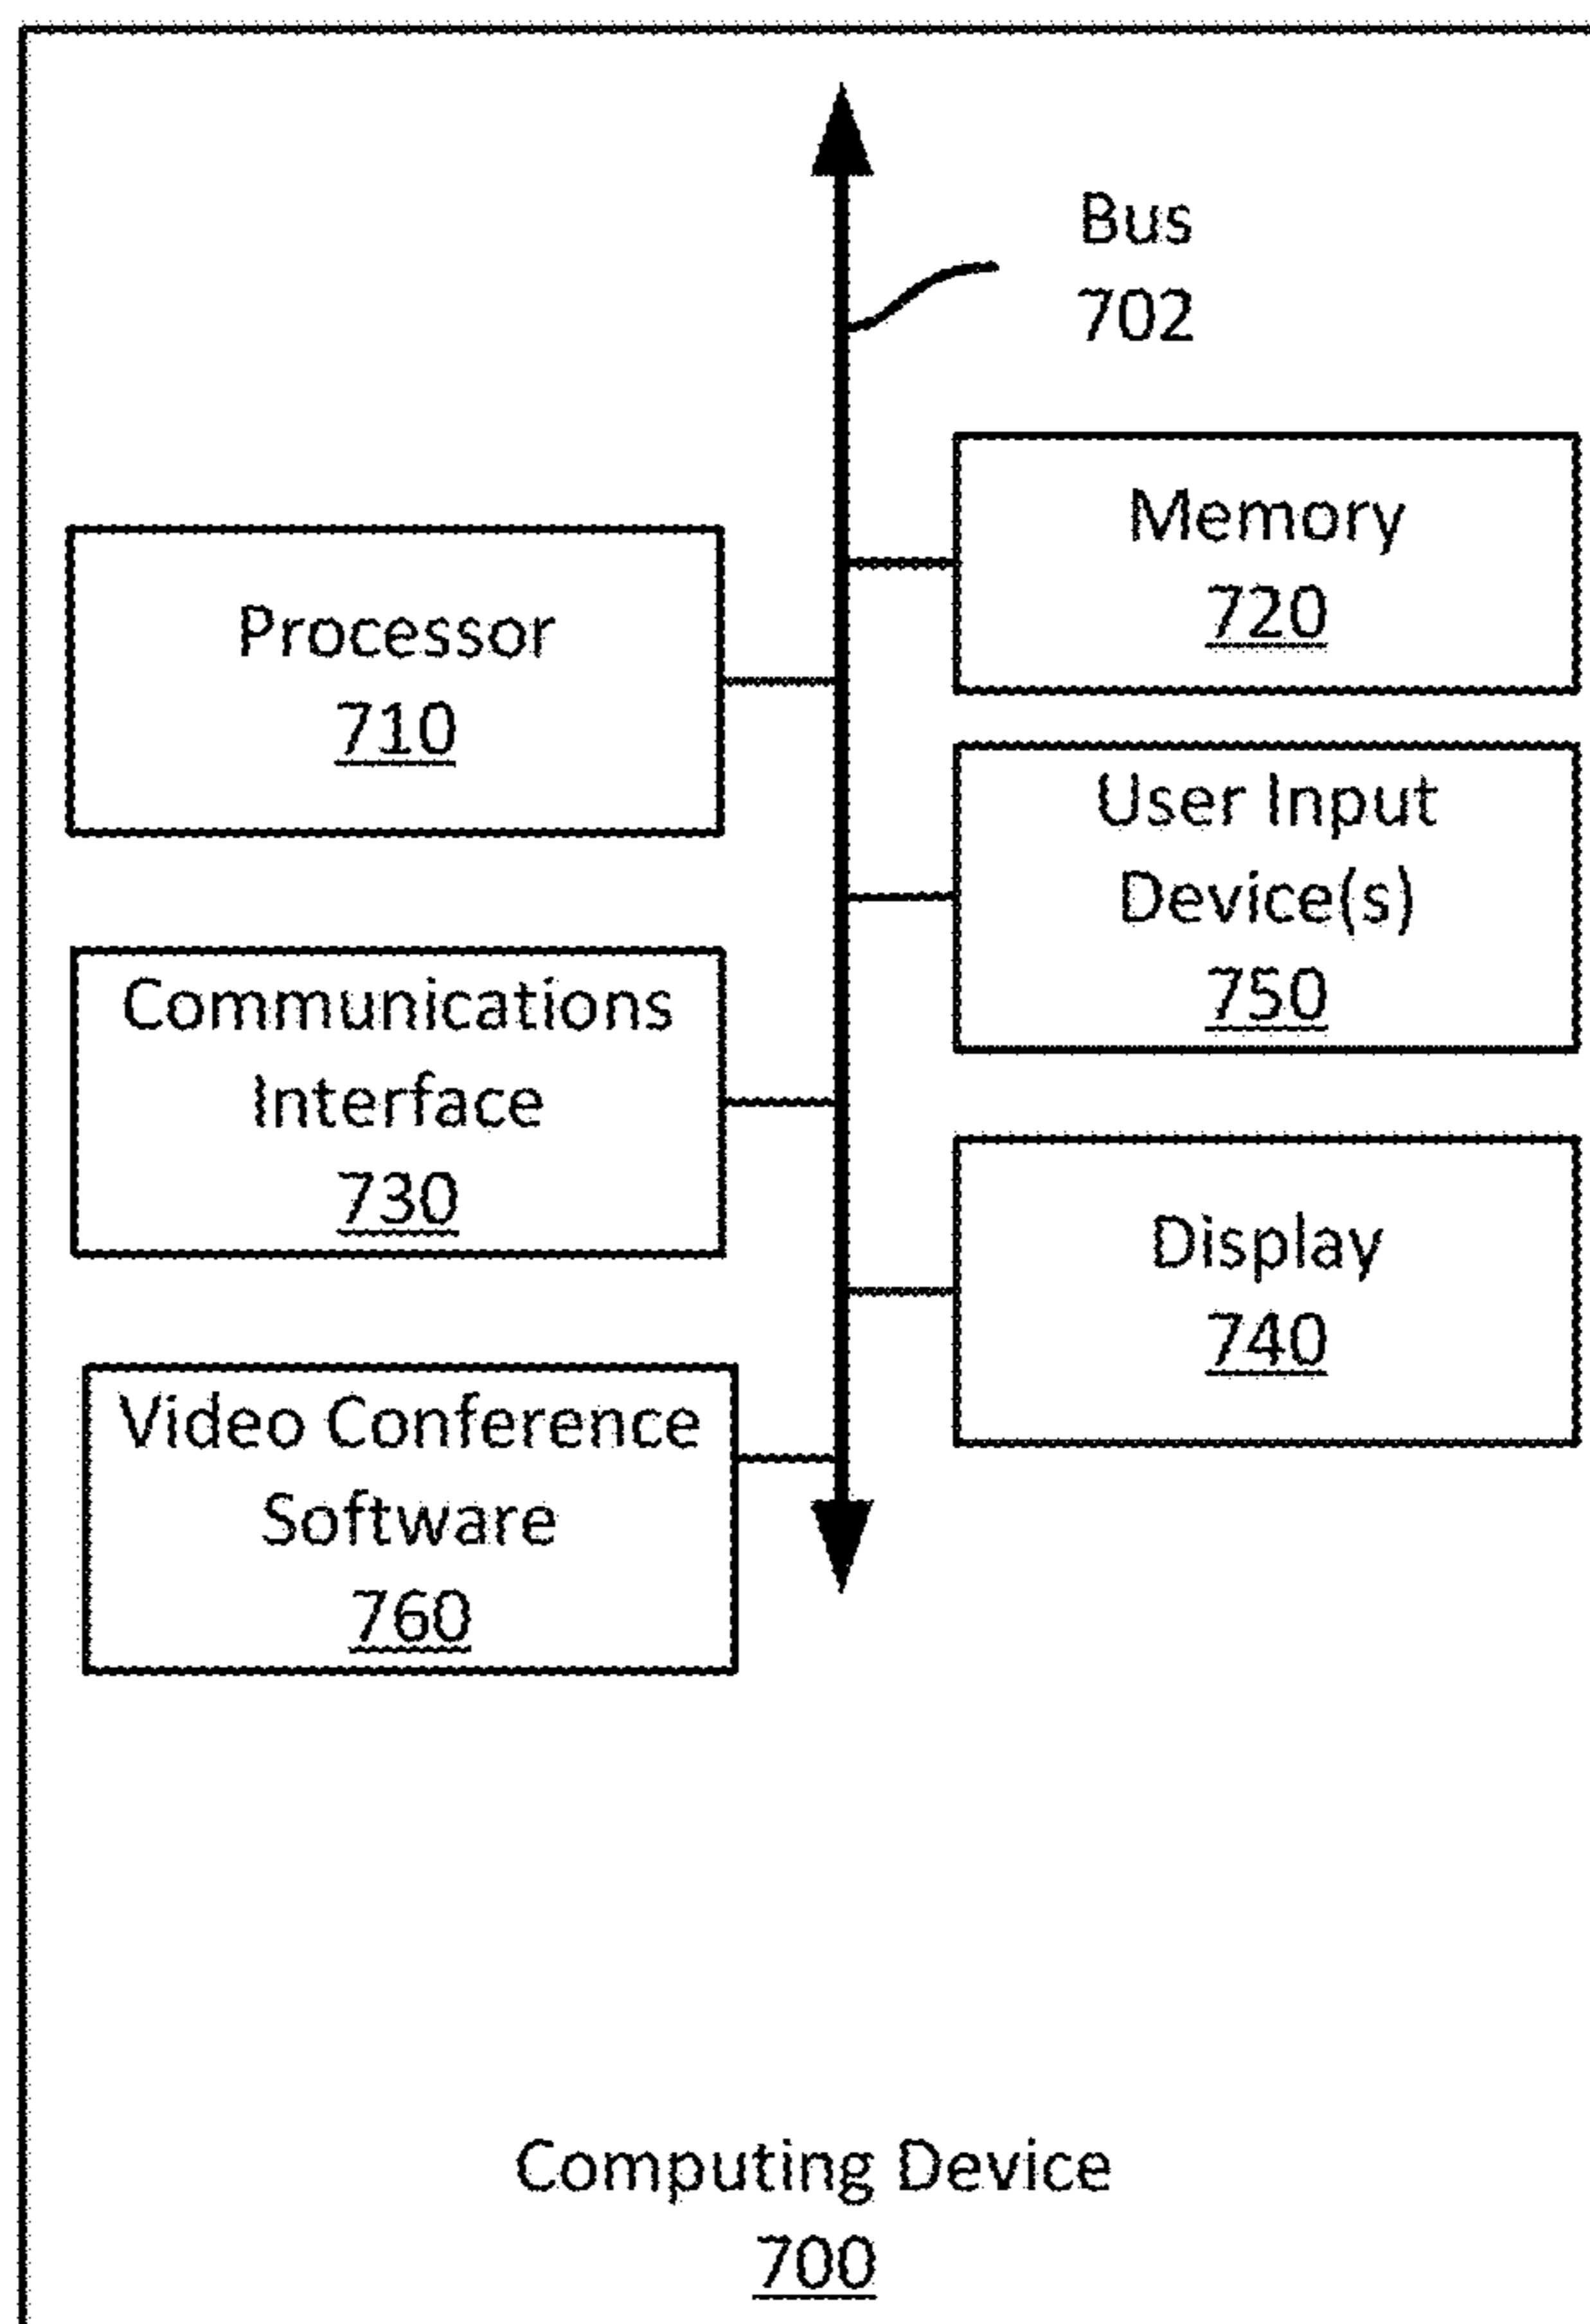 Bus
702
Memory
720
Processor
710
User Input
Device(s)
750
Communications
Interface
730
Display
740
Video Conference
Software
760
Computing Device
700